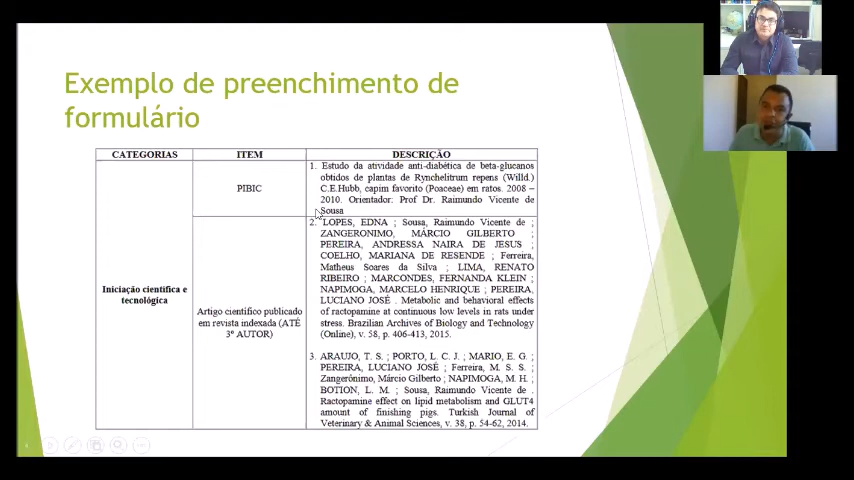 Exemplo de preenchimento de
formulário
CATEGORIAS
ITEM
DESCRIÇÃO
Iniciação científica e
tecnológica
PIBIC
1. Estudo da atividade anti-diabética de beta-glucanos
obtidos de plantas de Rynchelitrum repens (Willd.)
C.E.Hubb, capim favorito (Poaceae) em ratos. 2008 –
2010. Orientador: Prof Dr. Raimundo Vicente de
Sousa
Artigo científico publicado
em revista indexada (ATÉ
3º AUTOR)
2. LOPES, EDNA ; Sousa, Raimundo Vicente de ;
ZANGERONIMO, MÁRCIO GILBERTO ;
PEREIRA, ANDRESSA NAIRA DE JESUS ;
COELHO, MARIANA DE RESENDE ; Ferreira,
Matheus Soares da Silva ; LIMA, RENATO
RIBEIRO ; MARCONDES, FERNANDA KLEIN ;
NAPIMOGA, MARCELO HENRIQUE ; PEREIRA,
LUCIANO JOSÉ . Metabolic and behavioral effects
of ractopamine at continuous low levels in rats under
stress. Brazilian Archives of Biology and Technology
(Online), v. 58, p. 406-413, 2015.
3. ARAUJO, T. S. ; PORTO, L. C. J. ; MARIO, E. G. ;
PEREIRA, LUCIANO JOSÉ ; Ferreira, M. S. S. ;
Zangerônimo, Márcio Gilberto ; NAPIMOGA, M. H. ;
BOTION, L. M. ; Sousa, Raimundo Vicente de .
Ractopamine effect on lipid metabolism and GLUT4
amount of finishing pigs. Turkish Journal of
Veterinary & Animal Sciences, v. 38, p. 54-62, 2014.